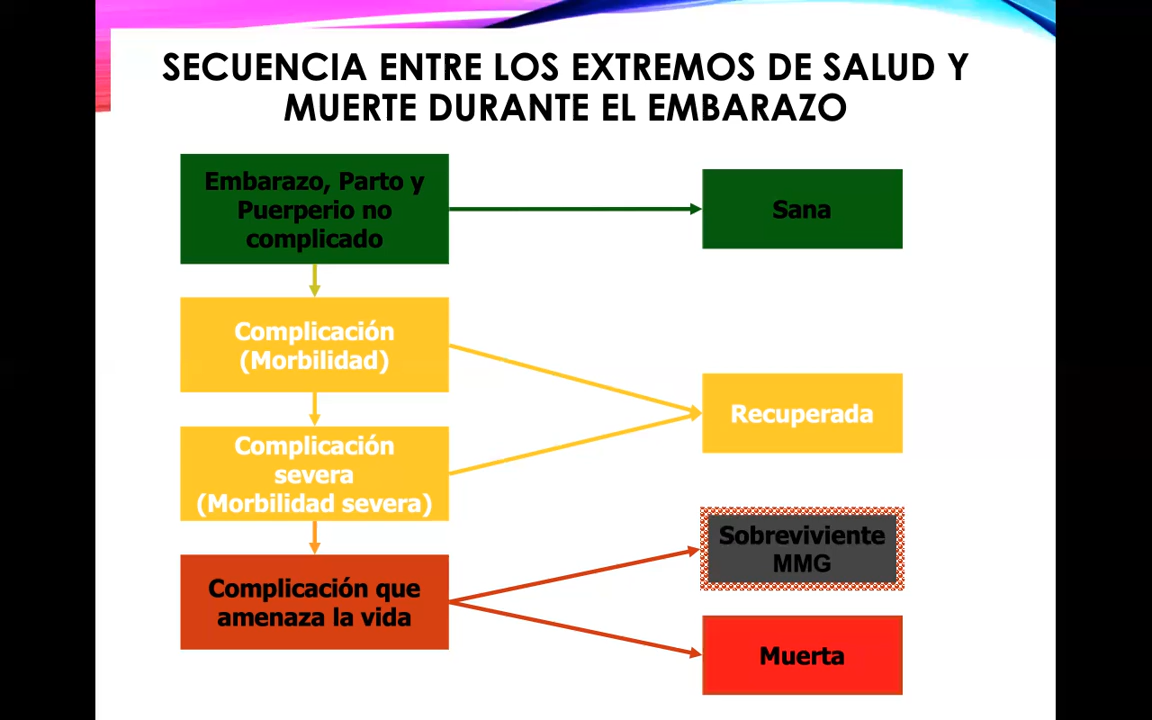 SECUENCIA ENTRE LOS EXTREMOS DE SALUD Y
MUERTE DURANTE EL EMBARAZO
Embarazo, Parto y
Puerperio no
complicado
Sana
Complicación
(Morbilidad)
Recuperada
Complicación
severa
(Morbilidad severa)
Sobreviviente
MMG
Complicación que
amenaza la vida
Muerta